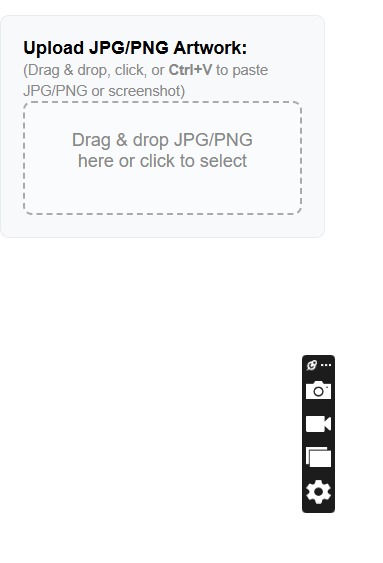 Upload JPG/PNG Artwork:
(Drag & drop, click, or Ctrl+V to paste
JPG/PNG or screenshot)
Drag & drop JPG/PNG
here or click to select